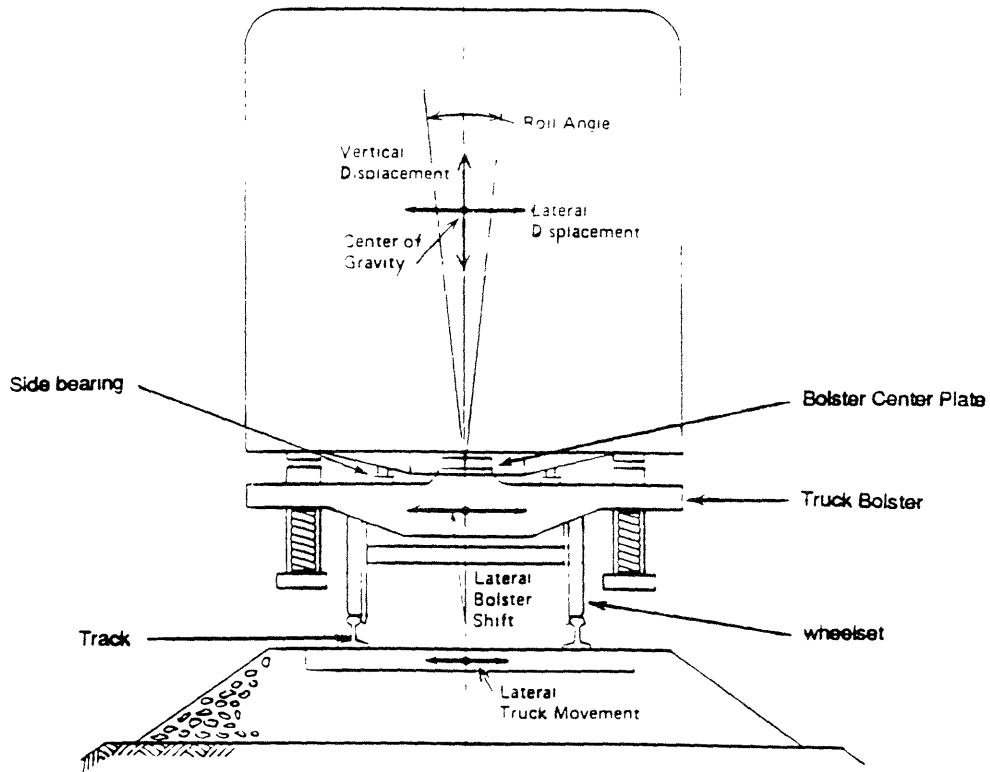 Roll Angle
Vertical
Displacement
Lateral
Displacement
Center of
Gravity
Side bearing
Bolster Center Plate
Truck Bolster
Lateral
Bolster
Shift
wheelset
Track
Lateral
Truck Movement